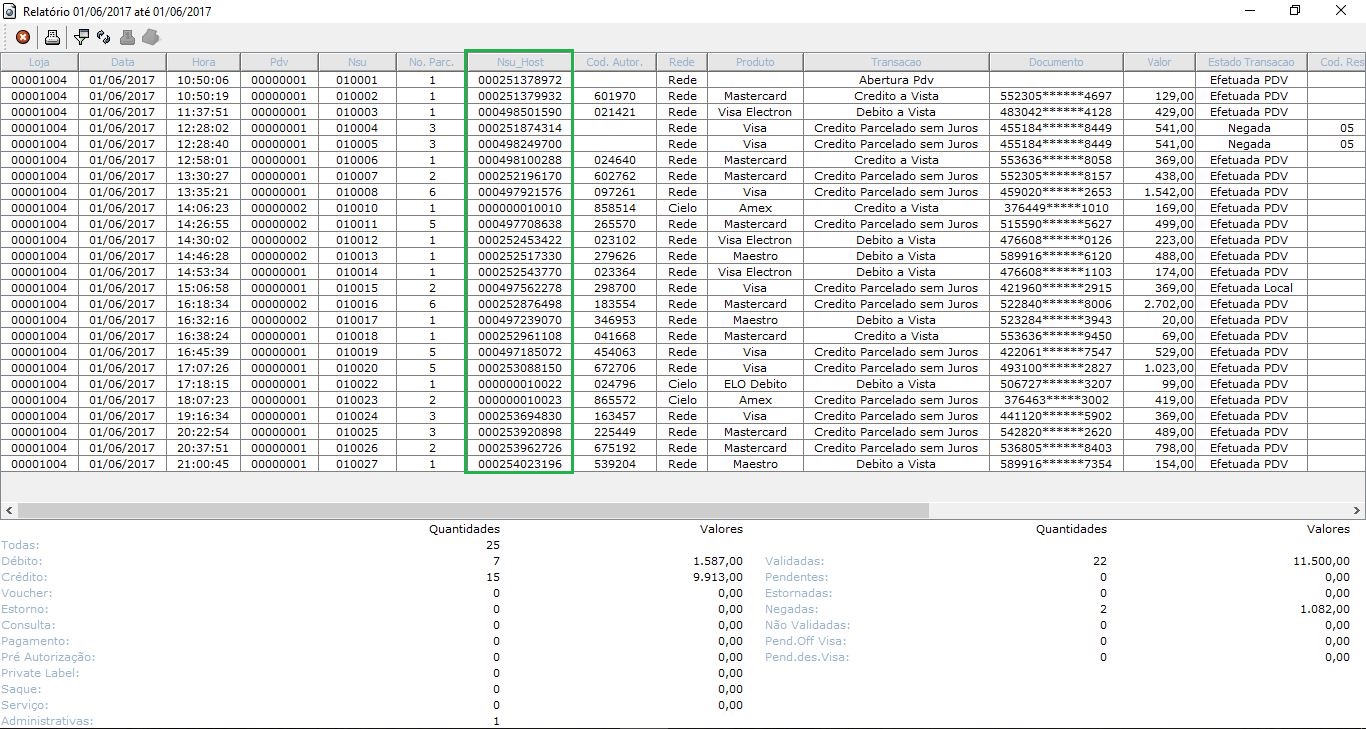 Relatório 01/06/2017 até 01/06/2017
Loja Data Hora Pdv Nsu No. Parc. Nsu_Host Cod. Autor. Rede Produto Transacao Documento Valor Estado Transacao Cod. Res
00001004 01/06/2017 10:50:06 00000001 010001 1 000251378972 Rede Abertura Pdv Efetuada PDV
00001004 01/06/2017 10:50:19 00000001 010002 1 000251379932 601970 Rede Mastercard Credito a Vista 552305******4697 129,00 Efetuada PDV
00001004 01/06/2017 11:37:51 00000001 010003 1 000498501590 021421 Rede Visa Electron Debito a Vista 483042******4128 429,00 Efetuada PDV
00001004 01/06/2017 12:28:02 00000001 010004 3 000251874314 Rede Visa Credito Parcelado sem Juros 455184******8449 541,00 Negada 05
00001004 01/06/2017 12:28:40 00000001 010005 3 000498249700 Rede Visa Credito Parcelado sem Juros 455184******8449 541,00 Negada 05
00001004 01/06/2017 12:58:01 00000001 010006 1 000498100288 024640 Rede Mastercard Credito a Vista 553636******8058 369,00 Efetuada PDV
00001004 01/06/2017 13:30:27 00000001 010007 2 000252196170 602762 Rede Mastercard Credito Parcelado sem Juros 552305******8157 438,00 Efetuada PDV
00001004 01/06/2017 13:35:21 00000001 010008 6 000497921576 097261 Rede Visa Credito Parcelado sem Juros 459020******2653 1.542,00 Efetuada PDV
00001004 01/06/2017 14:06:23 00000002 010010 1 000000010010 858514 Cielo Amex Credito a Vista 376449*****1010 169,00 Efetuada PDV
00001004 01/06/2017 14:26:55 00000002 010011 5 000497708638 265570 Rede Mastercard Credito Parcelado sem Juros 515590******5627 499,00 Efetuada PDV
00001004 01/06/2017 14:30:02 00000002 010012 1 000252453422 023102 Rede Visa Electron Debito a Vista 476608******0126 223,00 Efetuada PDV
00001004 01/06/2017 14:46:28 00000002 010013 1 000252517330 279626 Rede Maestro Debito a Vista 589916******6120 488,00 Efetuada PDV
00001004 01/06/2017 14:53:34 00000001 010014 1 000252543770 023364 Rede Visa Electron Debito a Vista 476608******1103 174,00 Efetuada PDV
00001004 01/06/2017 15:06:58 00000001 010015 2 000497562278 298700 Rede Visa Credito Parcelado sem Juros 421960******2915 369,00 Efetuada Local
00001004 01/06/2017 16:18:34 00000002 010016 6 000252876498 183554 Rede Mastercard Credito Parcelado sem Juros 522840******8006 2.702,00 Efetuada PDV
00001004 01/06/2017 16:32:16 00000002 010017 1 000497239070 346953 Rede Maestro Debito a Vista 523284******3943 20,00 Efetuada PDV
00001004 01/06/2017 16:38:24 00000001 010018 1 000252961108 041668 Rede Mastercard Credito a Vista 553636******9450 69,00 Efetuada PDV
00001004 01/06/2017 16:45:39 00000001 010019 5 000497185072 454063 Rede Visa Credito Parcelado sem Juros 422061******7547 529,00 Efetuada PDV
00001004 01/06/2017 17:07:26 00000001 010020 5 000253088150 672706 Rede Visa Credito Parcelado sem Juros 493100******2827 1.023,00 Efetuada PDV
00001004 01/06/2017 17:18:15 00000001 010022 1 000000010022 024796 Cielo ELO Debito Debito a Vista 506727******3207 99,00 Efetuada PDV
00001004 01/06/2017 18:07:23 00000001 010023 2 000000010023 865572 Cielo Amex Credito Parcelado sem Juros 376463*****3002 419,00 Efetuada PDV
00001004 01/06/2017 19:16:34 00000001 010024 3 000253694830 163457 Rede Visa Credito Parcelado sem Juros 441120******5902 369,00 Efetuada PDV
00001004 01/06/2017 20:22:54 00000001 010025 3 000253920898 225449 Rede Mastercard Credito Parcelado sem Juros 542820******2620 489,00 Efetuada PDV
00001004 01/06/2017 20:37:51 00000001 010026 2 000253962726 675192 Rede Mastercard Credito Parcelado sem Juros 536805******8403 798,00 Efetuada PDV
00001004 01/06/2017 21:00:45 00000001 010027 1 000254023196 539204 Rede Maestro Debito a Vista 589916******7354 154,00 Efetuada PDV
Quantidades Valores Quantidades Valores
Todas: 25
Débito: 7 1.587,00 Validadas: 22 11.500,00
Crédito: 15 9.913,00 Pendentes: 0 0,00
Voucher: 0 0,00 Estornadas: 0 0,00
Estorno: 0 0,00 Negadas: 2 1.082,00
Consulta: 0 0,00 Não Validadas: 0 0,00
Pagamento: 0 0,00 Pend.Off Visa: 0 0,00
Pré Autorização: 0 0,00 Pend.des.Visa: 0 0,00
Private Label: 0 0,00
Saque: 0 0,00
Serviço: 0 0,00
Administrativas: 1